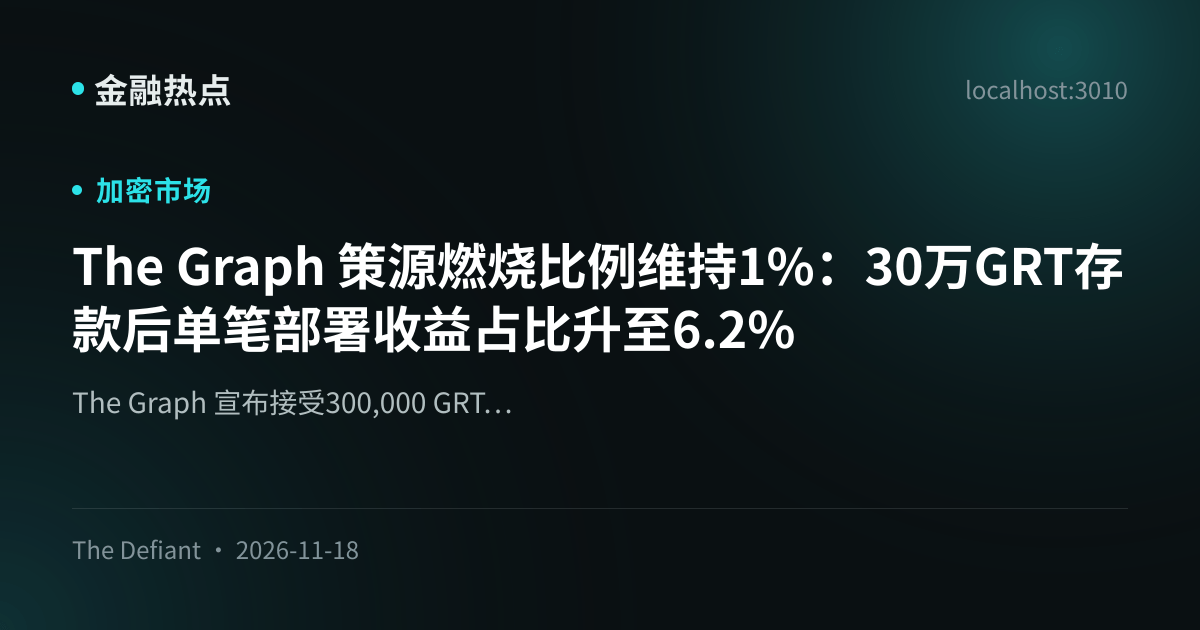 金融热点
localhost:3010
加密市场
The Graph 策源燃烧比例维持1%：30万GRT存
款后单笔部署收益占比升至6.2%
The Graph 宣布接受300,000 GRT…
The Defiant · 2026-11-18